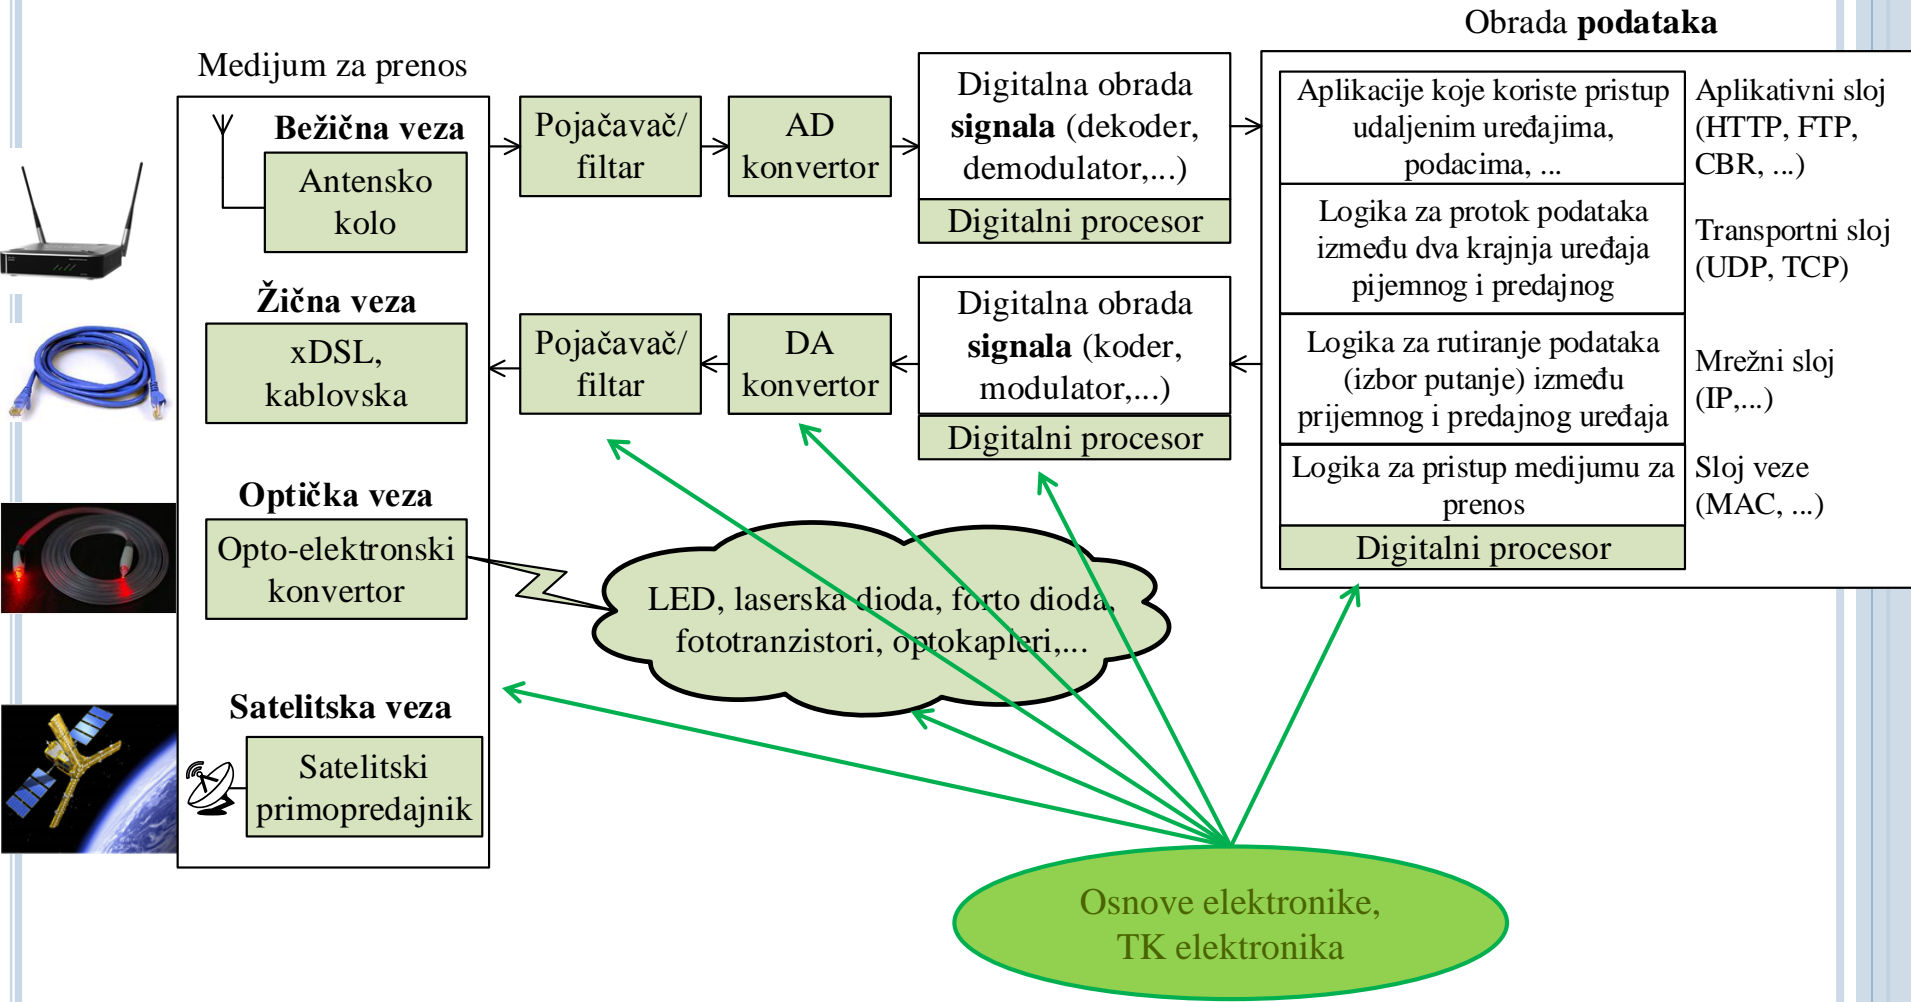 Obrada podataka
Medijum za prenos
Bežična veza
Antensko
kolo
Žična veza
xDSL,
kablovska
Optička veza
Opto-elektronski
konvertor
Satelitska veza
Satelitski
primopredajnik
Pojačavač/
filtar
AD
konvertor
Digitalna obrada
signala (dekoder,
demodulator,...)
Digitalni procesor
Pojačavač/
filtar
DA
konvertor
Digitalna obrada
signala (koder,
modulator,...)
Digitalni procesor
Aplikacije koje koriste pristup
udaljenim uređajima,
podacima, ...
Aplikativni sloj
(HTTP, FTP,
CBR, ...)
Logika za protok podataka
između dva krajnja uređaja
pijemnog i predajnog
Transportni sloj
(UDP, TCP)
Logika za rutiranje podataka
(izbor putanje) između
prijemnog i predajnog uređaja
Mrežni sloj
(IP,...)
Logika za pristup medijumu za
prenos
Sloj veze
(MAC, ...)
Digitalni procesor
LED, laserska dioda, forto dioda,
fototranzistori, optokapleri,...
Osnove elektronike,
TK elektronika